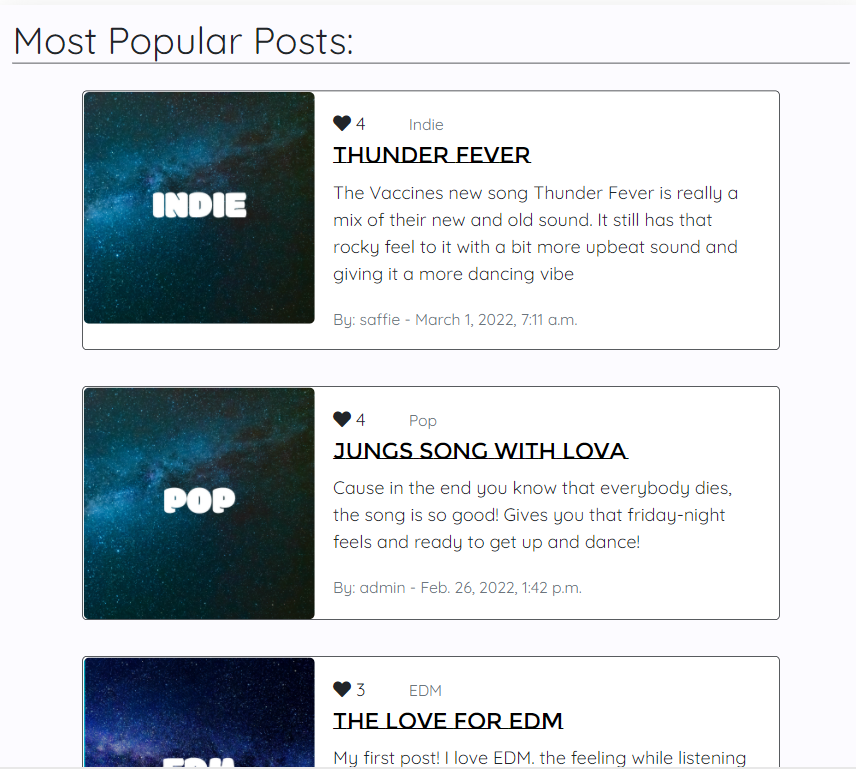 Most Popular Posts:
INDIE
4 Indie
THUNDER FEVER
The Vaccines new song Thunder Fever is really a
mix of their new and old sound. It still has that
rocky feel to it with a bit more upbeat sound and
giving it a more dancing vibe
By: saffie - March 1, 2022, 7:11 a.m.
POP
4 Pop
JUNGS SONG WITH LOVA
Cause in the end you know that everybody dies,
the song is so good! Gives you that friday-night
feels and ready to get up and dance!
By: admin - Feb. 26, 2022, 1:42 p.m.
EDM
3 EDM
THE LOVE FOR EDM
My first post! I love EDM. the feeling while listening